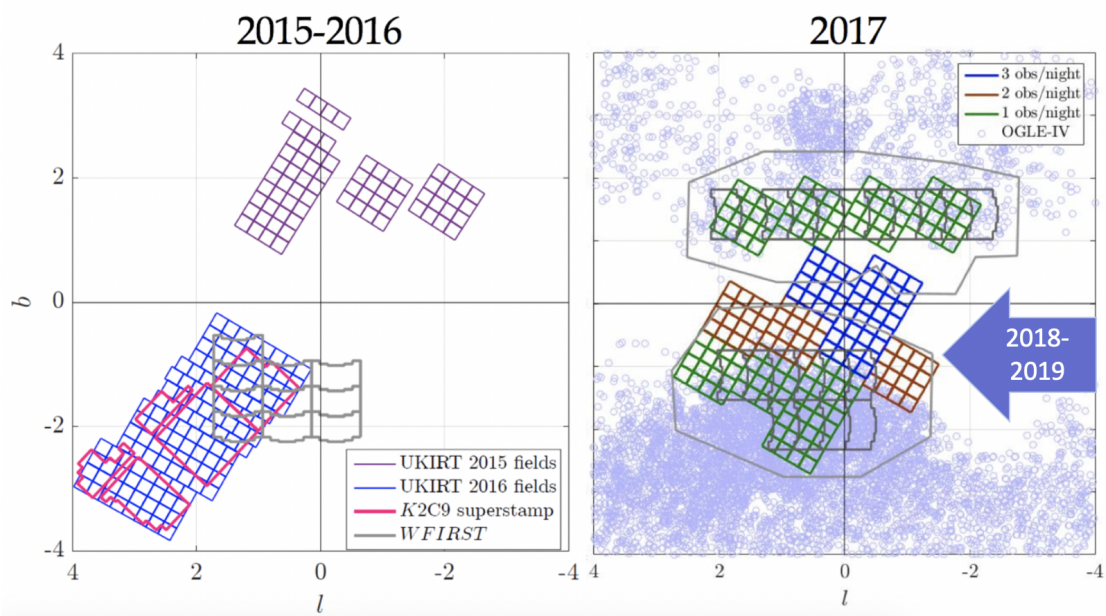 2015-2016
4
2
0
-2
-4
4
2
0
-2
-4
b
l
UKIRT 2015 fields
UKIRT 2016 fields
K2C9 superstamp
WFIRST
2017
3 obs/night
2 obs/night
1 obs/night
OGLE-IV
2018-
2019
4
2
0
-2
-4
l